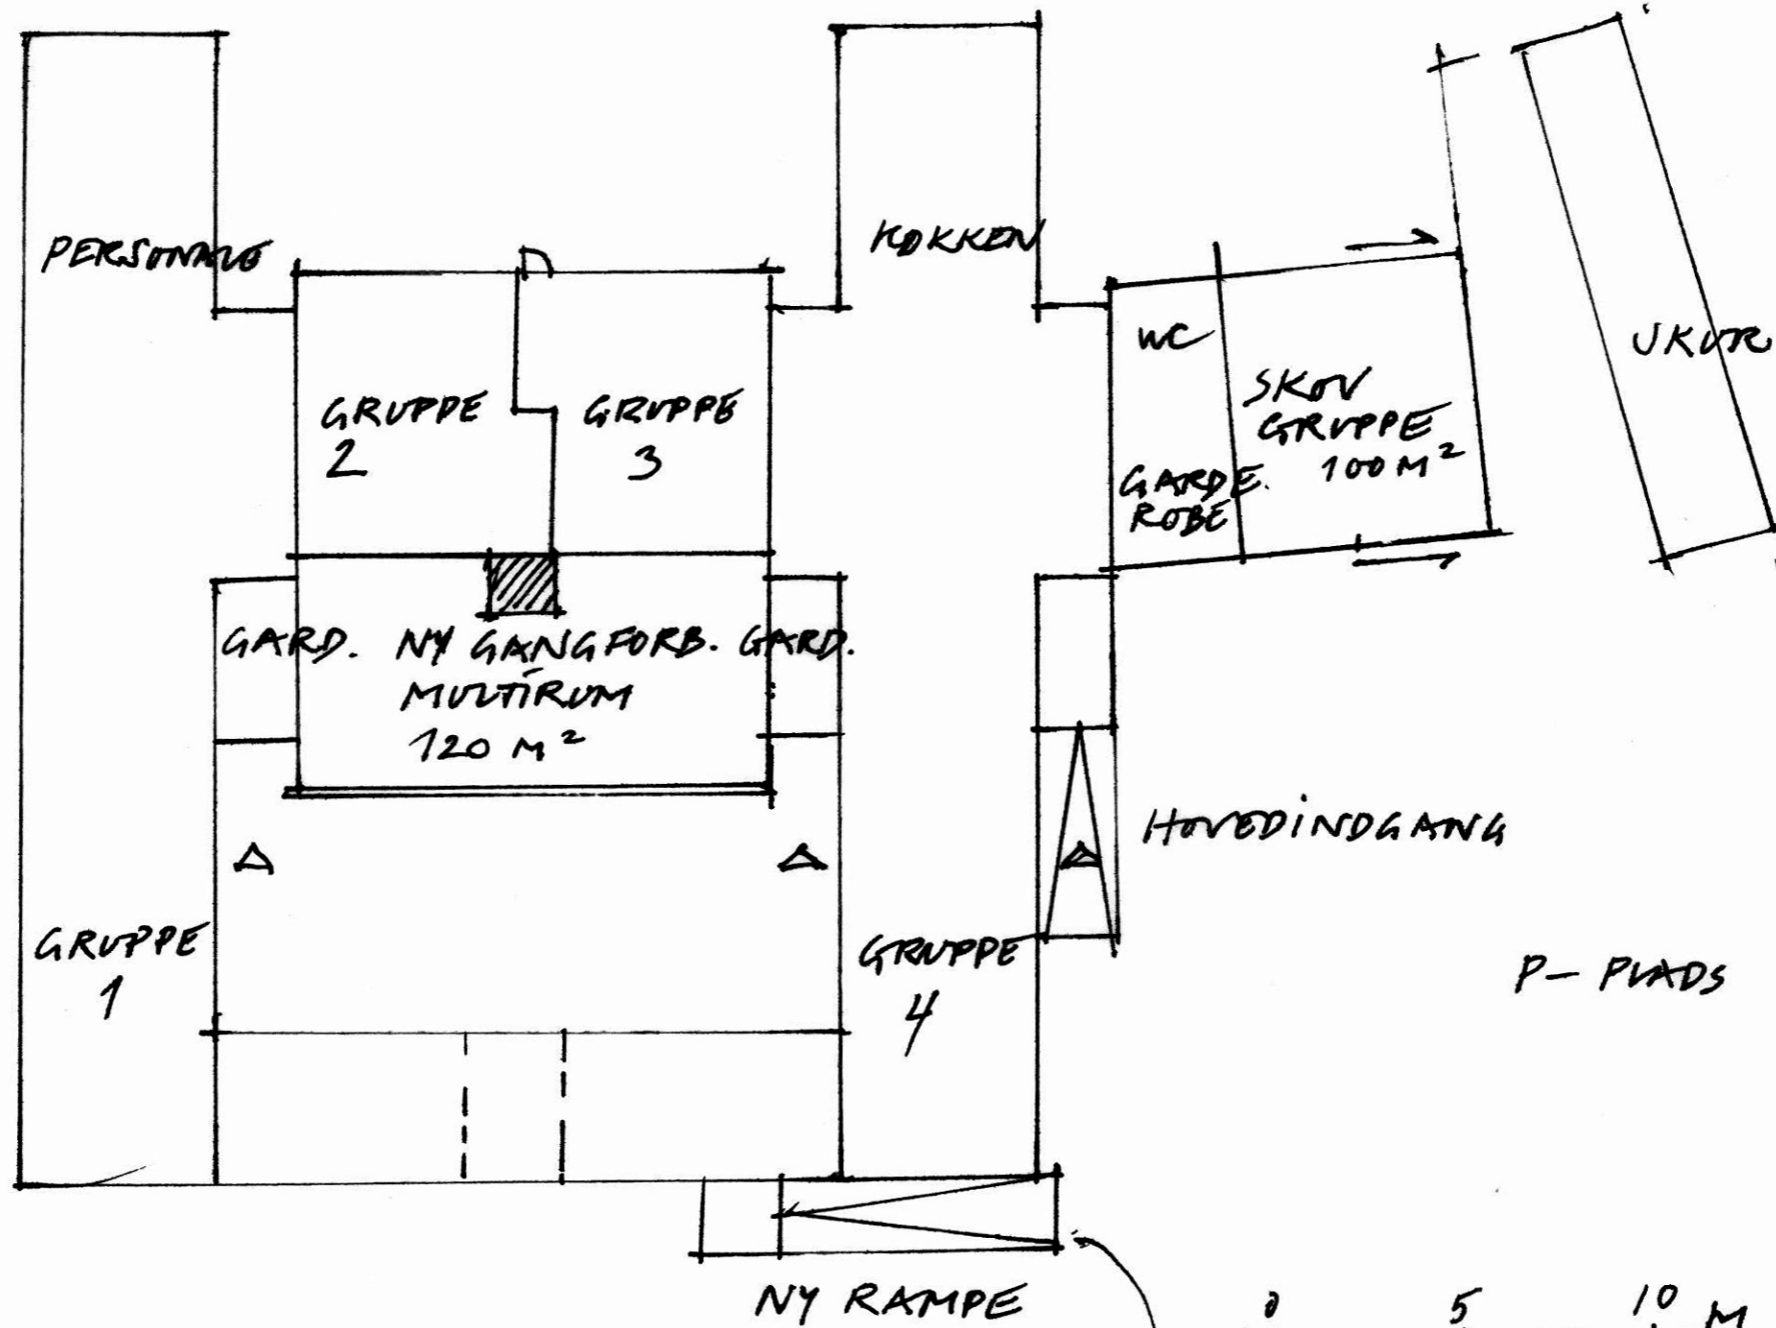 PERSONALE
KØKKEN
WC
SKUR
GRUPPE
2
GRUPPE
3
SKOV
GRUPPE
100 M²
GARDE.
ROBE
GARD. NY GANGFORB. GARD.
MULTIRUM
120 M²
HOVEDINDGANG
GRUPPE
1
GRUPPE
4
P-PLADS
NY RAMPE
0 5 10 M